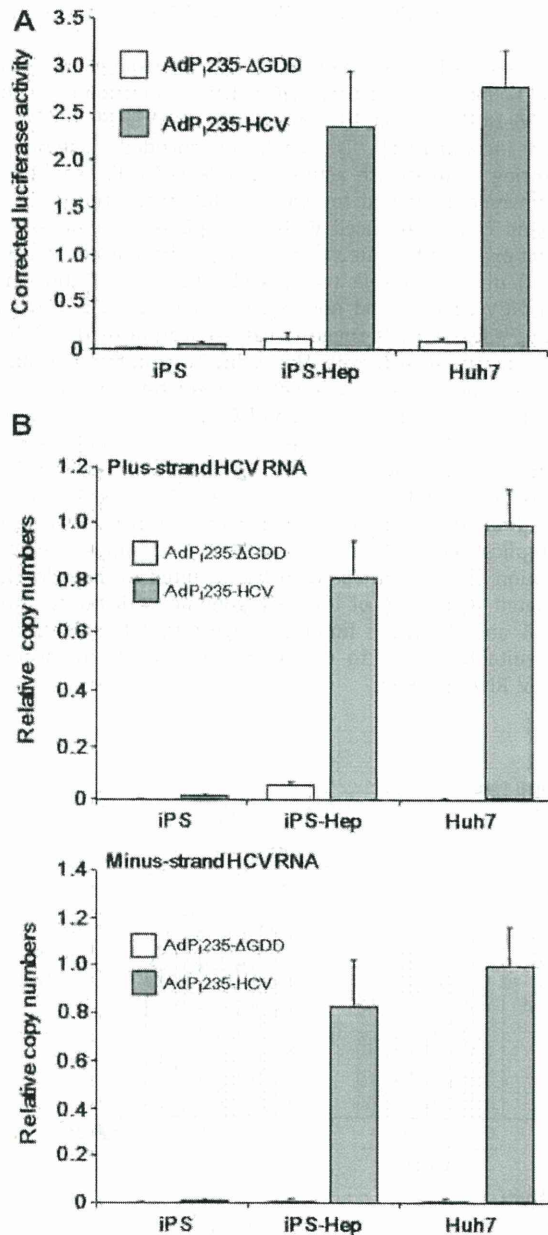 A
Corrected luciferase activity
3.5
3.0
2.5
2.0
1.5
1.0
0.5
0
AdPI235-ΔGDD
AdPI235-HCV
iPS iPS-Hep Huh7
B
Plus-strand HCV RNA
Relative copy numbers
1.2
1.0
0.8
0.6
0.4
0.2
0
AdPI235-ΔGDD
AdPI235-HCV
iPS iPS-Hep Huh7
Minus-strand HCV RNA
Relative copy numbers
1.4
1.2
1.0
0.8
0.6
0.4
0.2
0
AdPI235-ΔGDD
AdPI235-HCV
iPS iPS-Hep Huh7